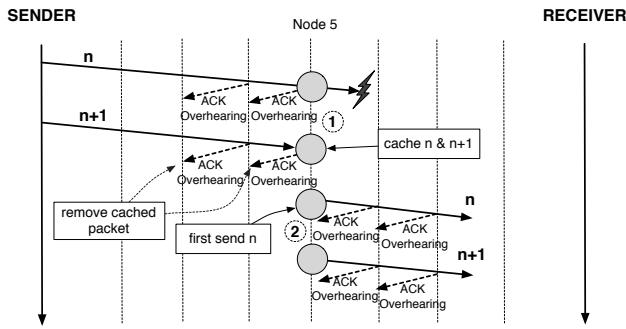 SENDER
Node 5
RECEIVER
n
ACK
Overhearing
ACK
Overhearing
n+1
1
cache n & n+1
ACK
Overhearing
ACK
Overhearing
remove cached
packet
first send n
2
n
ACK
Overhearing
ACK
Overhearing
n+1
ACK
Overhearing
ACK
Overhearing